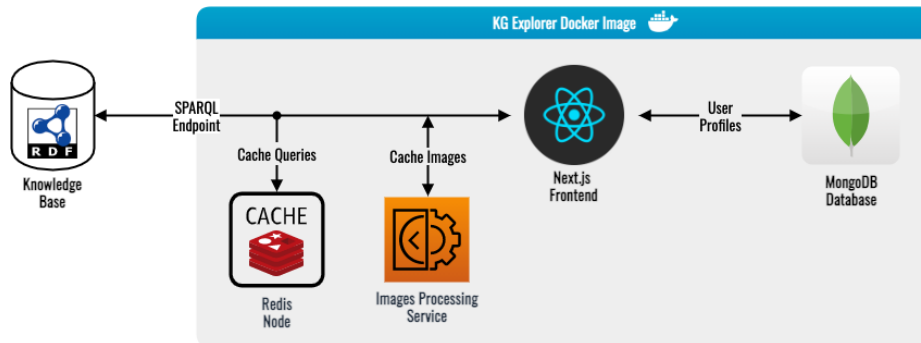 KG Explorer Docker Image
SPARQL
Endpoint
User
Profiles
RDF
Cache Queries
Cache Images
Knowledge
Base
Next.js
Frontend
MongoDB
Database
CACHE
Redis
Node
Images Processing
Service